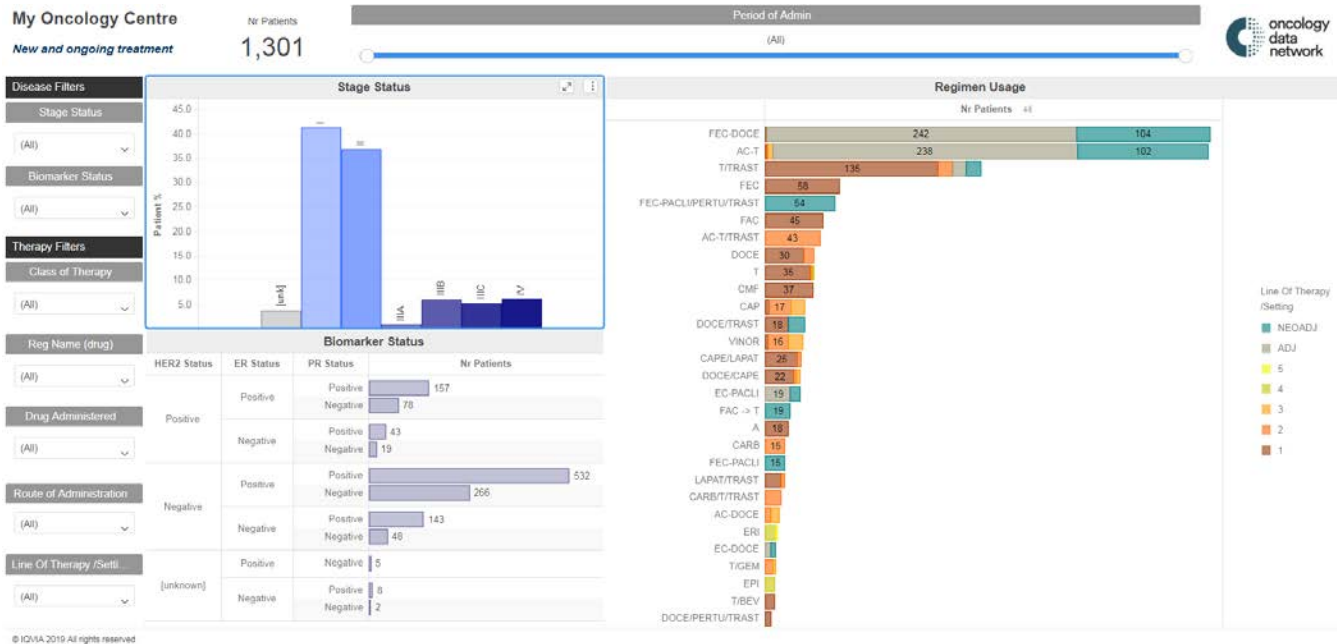 My Oncology Centre
New and ongoing treatment
Nr Patients
1,301
Period of Admin
(All)
oncology
data
network
Disease Filters
Stage Status
(All)
Biomarker Status
(All)
Therapy Filters
Class of Therapy
(All)
Reg Name (drug)
(All)
Drug Administered
(All)
Route of Administration
(All)
Line Of Therapy /Setti...
(All)
Stage Status
Patient %
45.0
40.0
35.0
30.0
25.0
20.0
15.0
10.0
5.0
[unk]
I
II
IIIA
IIIB
IIIC
IV
Biomarker Status
HER2 Status ER Status PR Status Nr Patients
Positive Positive Positive 157
Negative 78
Negative Positive 43
Negative 19
Negative Positive Positive 532
Negative 266
Negative Positive 143
Negative 48
[unknown] Positive Negative 5
Negative Positive 8
Negative 2
Regimen Usage
Nr Patients
FEC-DOCE 242 104
AC-T 238 102
T/TRAST 135
FEC 58
FEC-PACLI/PERTU/TRAST 54
FAC 45
AC-T/TRAST 43
DOCE 30
T 36
CMF 37
CAP 17
DOCE/TRAST 18
VINOR 16
CAPE/LAPAT 26
DOCE/CAPE 22
EC-PACLI 19
FAC -> T 19
A 18
CARB 15
FEC-PACLI 15
LAPAT/TRAST
CARB/T/TRAST
AC-DOCE
ERI
EC-DOCE
T/GEM
EPI
T/BEV
DOCE/PERTU/TRAST
Line Of Therapy
/Setting
NEOADJ
ADJ
5
4
3
2
1
© IQVIA 2019 All rights reserved